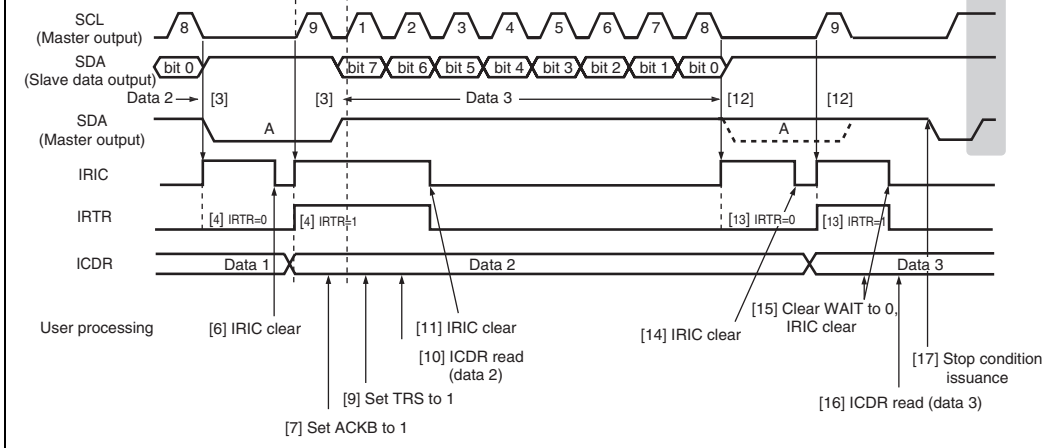 SCL
(Master output)
8 9 1 2 3 4 5 6 7 8 9
SDA
(Slave data output)
bit 0 bit 7 bit 6 bit 5 bit 4 bit 3 bit 2 bit 1 bit 0
Data 2 [3] [3] Data 3 [12] [12]
SDA
(Master output)
A A
IRIC
IRTR
[4] IRTR=0 [4] IRTR=1 [13] IRTR=0 [13] IRTR=1
ICDR
Data 1 Data 2 Data 3
User processing
[6] IRIC clear
[11] IRIC clear
[14] IRIC clear
[15] Clear WAIT to 0,
IRIC clear
[10] ICDR read
(data 2)
[17] Stop condition
issuance
[9] Set TRS to 1
[16] ICDR read (data 3)
[7] Set ACKB to 1